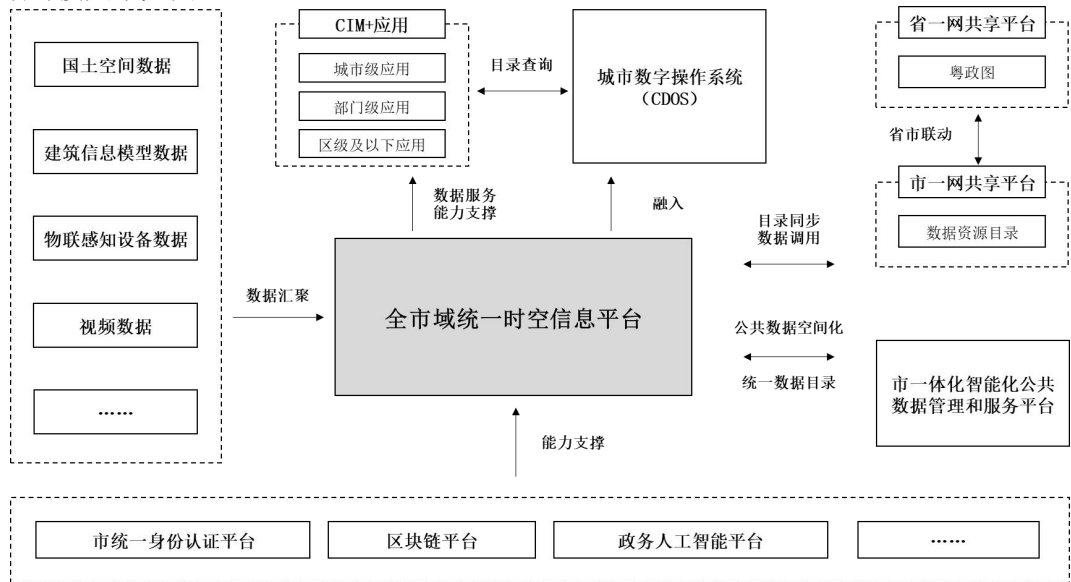 国土空间数据
建筑信息模型数据
物联感知设备数据
视频数据
……
数据汇聚
CIM+应用
城市级应用
部门级应用
区级及以下应用
目录查询
城市数字操作系统
（CDOS）
数据服务
能力支撑
融入
全市域统一时空信息平台
省一网共享平台
粤政图
省市联动
市一网共享平台
数据资源目录
目录同步
数据调用
公共数据空间化
统一数据目录
市一体化智能化公共
数据管理和服务平台
能力支撑
市统一身份认证平台
区块链平台
政务人工智能平台
……